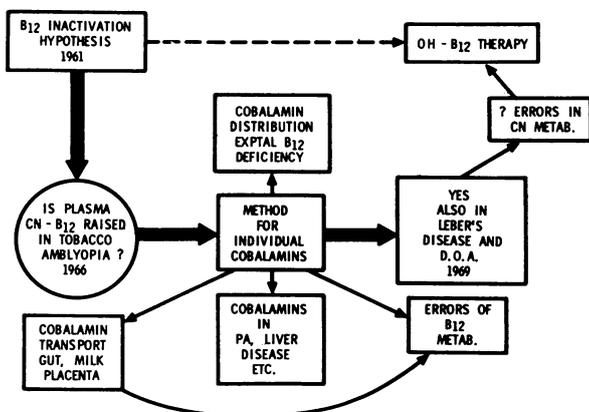 B12 INACTIVATION
HYPOTHESIS
1961
OH - B12 THERAPY
? ERRORS IN
CN METAB.
COBALAMIN
DISTRIBUTION
EXPTAL B12
DEFICIENCY
IS PLASMA
CN - B12 RAISED
IN TOBACCO
AMBLYOPIA ?
1966
METHOD
FOR
INDIVIDUAL
COBALAMINS
YES
ALSO IN
LEBER'S
DISEASE AND
D.O.A.
1969
COBALAMIN
TRANSPORT
GUT, MILK
PLACENTA
COBALAMINS
IN
PA, LIVER
DISEASE
ETC.
ERRORS OF
B12
METAB.